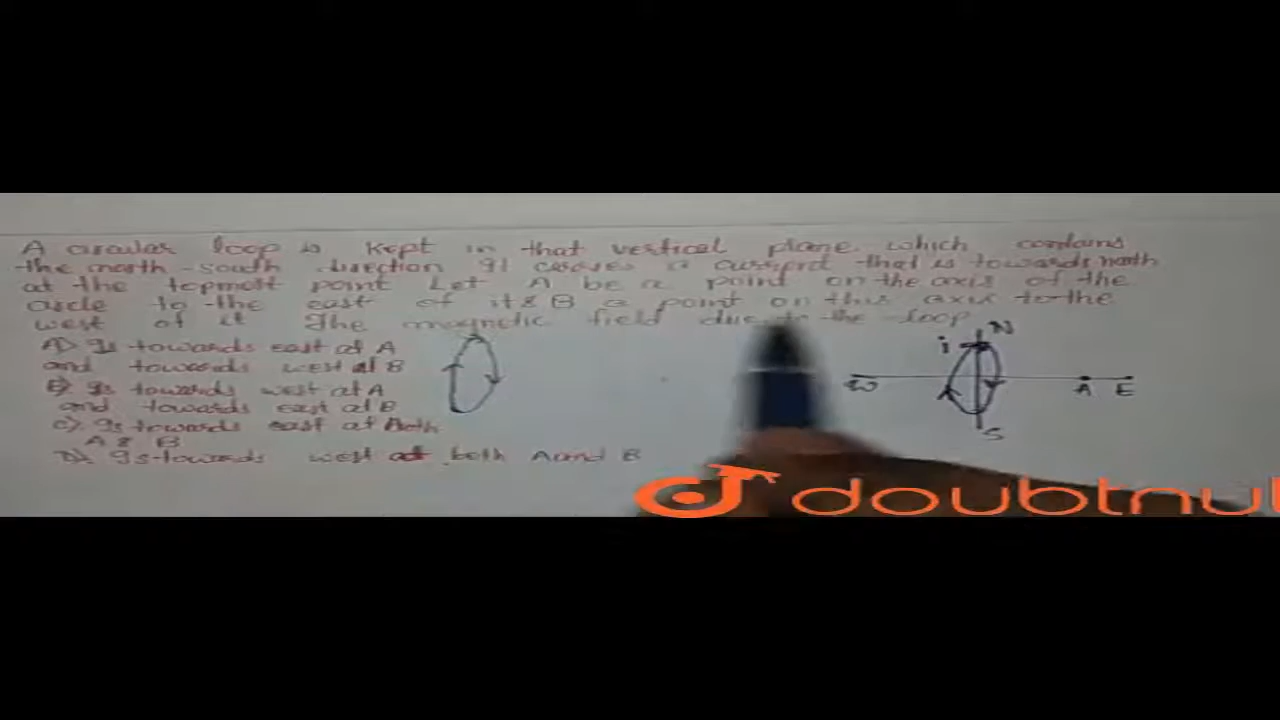 A circular loop is kept in that vertical plane which contains
the north-south direction It carries a current that is towards north
at the topmost point Let A be a point on the axis of the
circle to the east of it & B a point on this axis to the
west of it The magnetic field due to the loop
A) Is towards east at A
and towards west at B
B) Is towards west at A
and towards east at B
C) Is towards east at both
A & B
D) Is towards west at both A and B
N
i
W
A
E
S
doubtnut